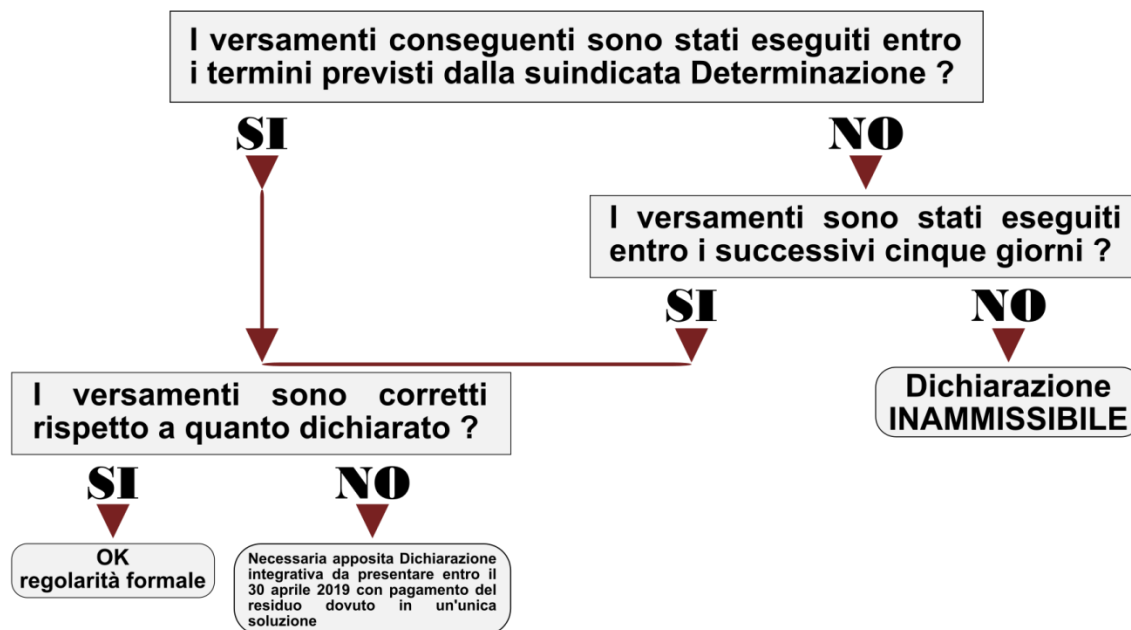 I versamenti conseguenti sono stati eseguiti entro
i termini previsti dalla suindicata Determinazione ?
SI
NO
I versamenti sono stati eseguiti
entro i successivi cinque giorni ?
SI
NO
I versamenti sono corretti
rispetto a quanto dichiarato ?
Dichiarazione
INAMMISSIBILE
SI
NO
OK
regolarità formale
Necessaria apposita Dichiarazione
integrativa da presentare entro il
30 aprile 2019 con pagamento del
residuo dovuto in un'unica
soluzione